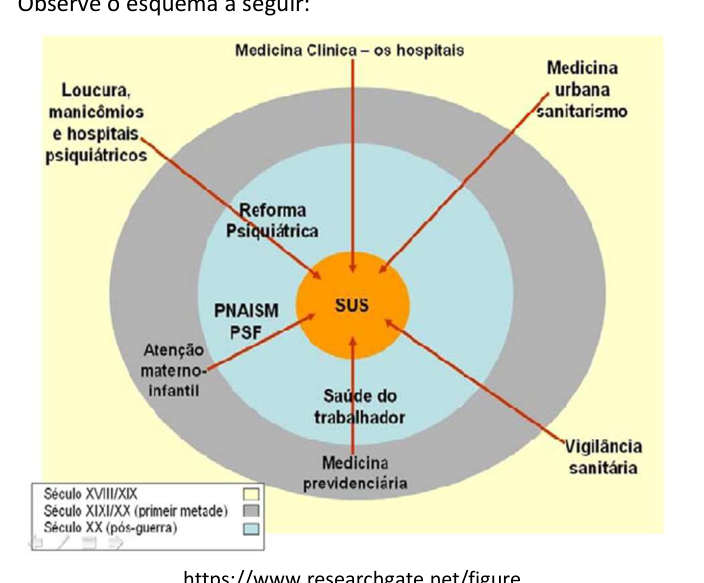 Observe o esquema a seguir:
Medicina Clinica – os hospitais
Loucura,
manicômios
e hospitais
psiquiátricos
Medicina
urbana
sanitarismo
Reforma
Psiquiátrica
SUS
PNAISM
PSF
Atenção
materno-
infantil
Saúde do
trabalhador
Medicina
previdenciária
Vigilância
sanitária
Século XVIII/XIX
Século XIXI/XX (primeir metade)
Século XX (pós-guerra)
https://www.researchgate.net/figure